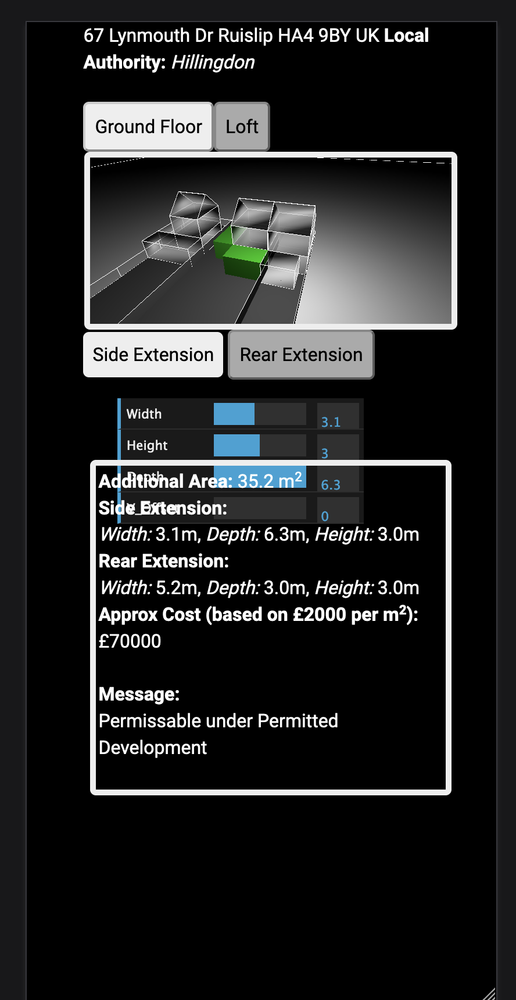 67 Lynmouth Dr Ruislip HA4 9BY UK Local
Authority: Hillingdon
Ground Floor
Loft
Side Extension
Rear Extension
Width 3.1
Height 3
Depth 6.3
0
Additional Area: 35.2 m²
Side Extension:
Width: 3.1m, Depth: 6.3m, Height: 3.0m
Rear Extension:
Width: 5.2m, Depth: 3.0m, Height: 3.0m
Approx Cost (based on £2000 per m²):
£70000
Message:
Permissable under Permitted
Development